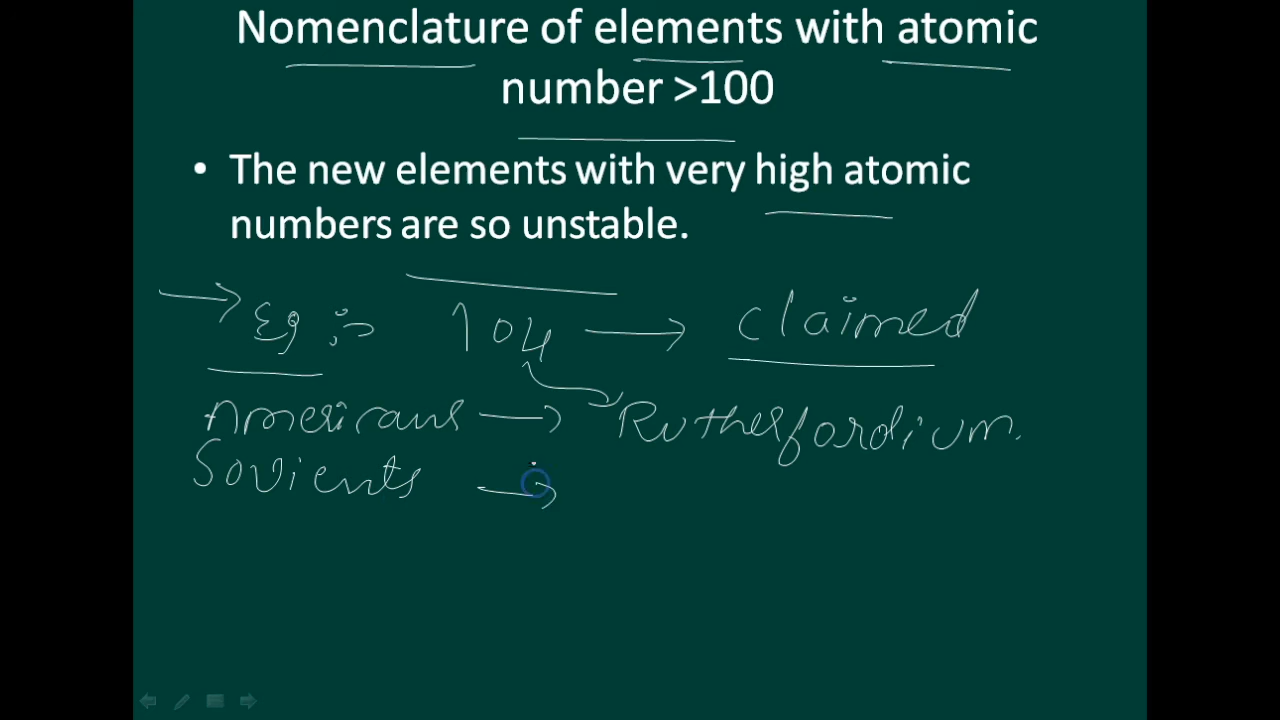 Nomenclature of elements with atomic
number >100
• The new elements with very high atomic
numbers are so unstable.
→ Eg :- 104 → claimed
Americans → Rutherfordium.
Sovients →